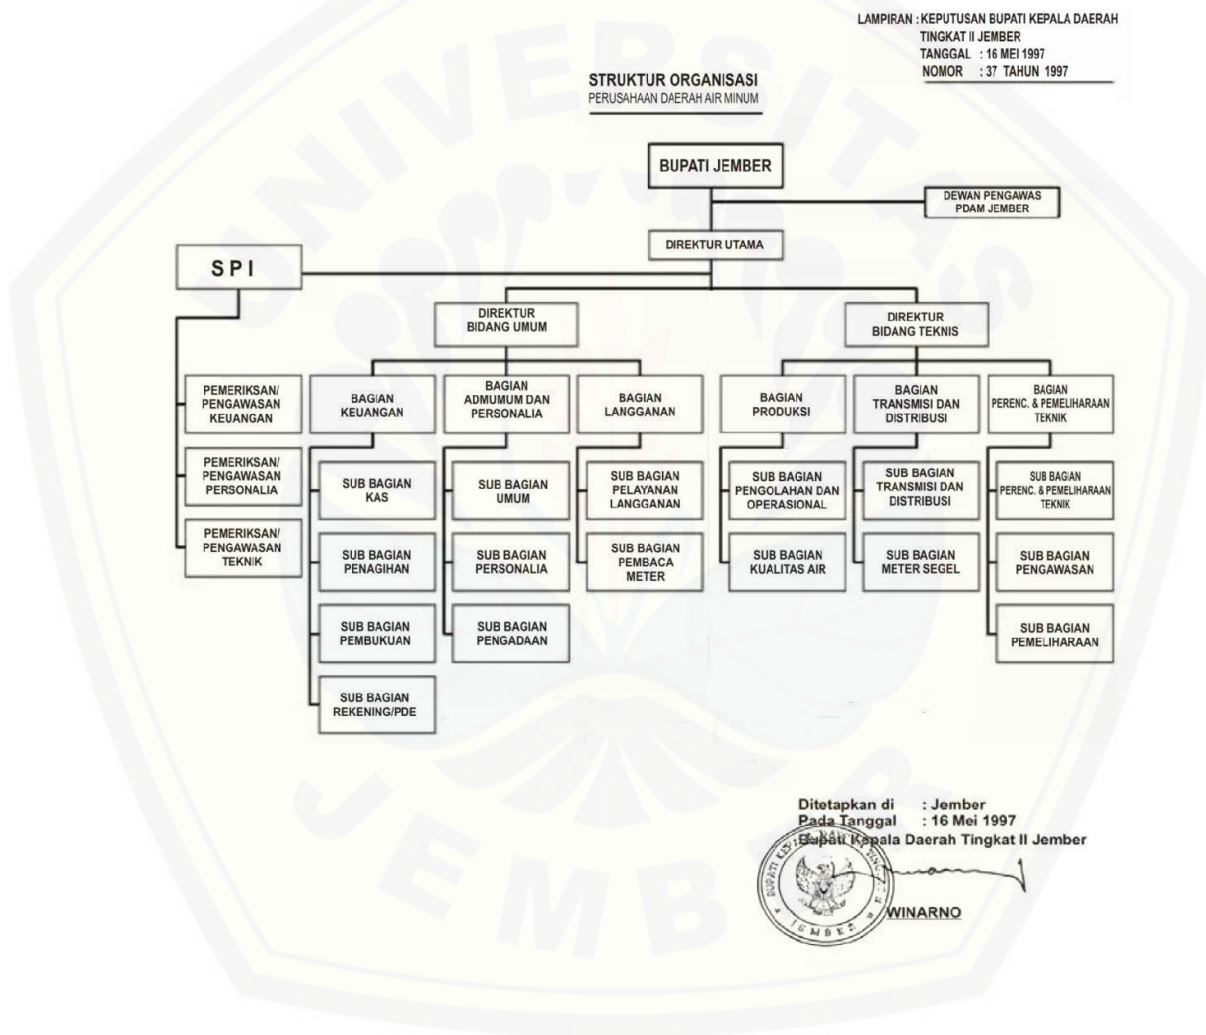 LAMPIRAN : KEPUTUSAN BUPATI KEPALA DAERAH
TINGKAT II JEMBER
TANGGAL : 16 MEI 1997
NOMOR : 37 TAHUN 1997
STRUKTUR ORGANISASI
PERUSAHAAN DAERAH AIR MINUM
BUPATI JEMBER
DEWAN PENGAWAS
PDAM JEMBER
DIREKTUR UTAMA
SPI
DIREKTUR
BIDANG UMUM
DIREKTUR
BIDANG TEKNIS
PEMERIKSAN/
PENGAWASAN
KEUANGAN
BAGIAN
KEUANGAN
BAGIAN
ADMUMUM DAN
PERSONALIA
BAGIAN
LANGGANAN
BAGIAN
PRODUKSI
BAGIAN
TRANSMISI DAN
DISTRIBUSI
BAGIAN
PERENC. & PEMELIHARAAN
TEKNIK
PEMERIKSAN/
PENGAWASAN
PERSONALIA
SUB BAGIAN
KAS
SUB BAGIAN
UMUM
SUB BAGIAN
PELAYANAN
LANGGANAN
SUB BAGIAN
PENGOLAHAN DAN
OPERASIONAL
SUB BAGIAN
TRANSMISI DAN
DISTRIBUSI
SUB BAGIAN
PERENC. & PEMELIHARAAN
TEKNIK
PEMERIKSAN/
PENGAWASAN
TEKNIK
SUB BAGIAN
PENAGIHAN
SUB BAGIAN
PERSONALIA
SUB BAGIAN
PEMBACA
METER
SUB BAGIAN
KUALITAS AIR
SUB BAGIAN
METER SEGEL
SUB BAGIAN
PENGAWASAN
SUB BAGIAN
PEMBUKUAN
SUB BAGIAN
PENGADAAN
SUB BAGIAN
PEMELIHARAAN
SUB BAGIAN
REKENING/PDE
Ditetapkan di : Jember
Pada Tanggal : 16 Mei 1997
Bupati Kepala Daerah Tingkat II Jember
BUPATI KEPALA
JEMBER
WINARNO
UNIVERSITAS
JEMBER